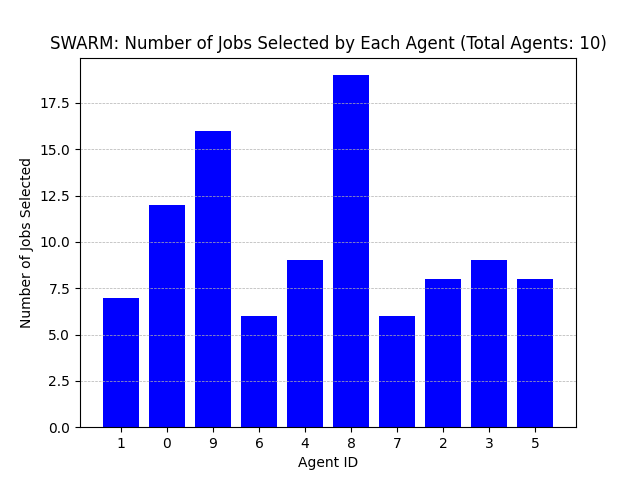 SWARM: Number of Jobs Selected by Each Agent (Total Agents: 10)
Number of Jobs Selected
17.5
15.0
12.5
10.0
7.5
5.0
2.5
0.0
1 0 9 6 4 8 7 2 3 5
Agent ID